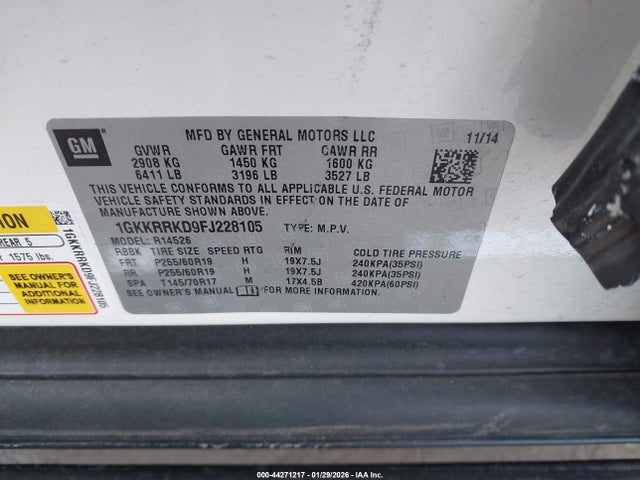 GM
MFD BY GENERAL MOTORS LLC 11/14
GVWR GAWR FRT GAWR RR
2908 KG 1450 KG 1600 KG
6411 LB 3196 LB 3527 LB
THIS VEHICLE CONFORMS TO ALL APPLICABLE U.S. FEDERAL MOTOR
VEHICLE SAFETY STANDARDS IN EFFECT ON THE DATE OF
MANUFACTURE SHOWN ABOVE.
1GKKRRKD9FJ228105 TYPE: M.P.V.
MODEL: R14526
RBBK TIRE SIZE SPEED RTG RIM COLD TIRE PRESSURE
FRT P255/60R19 H 19X7.5J 240KPA(35PSI)
RR P255/60R19 H 19X7.5J 240KPA(35PSI)
SPA T145/70R17 M 17X4.5B 420KPA(60PSI)
SEE OWNER'S MANUAL FOR MORE INFORMATION
REAR 5
1575 lbs.
SEE OWNER'S
MANUAL FOR
ADDITIONAL
INFORMATION
1GKKRRKD9FJ228105
000-44271217 - 01/29/2026 - IAA Inc.